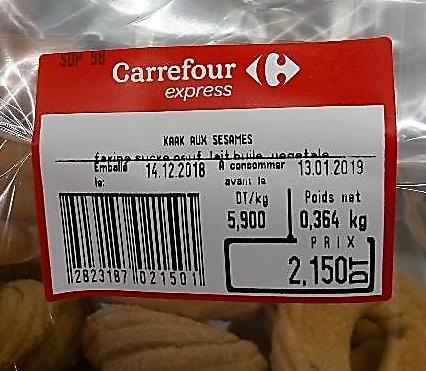 SUP 98
Carrefour
express
KAAK AUX SESAMES
farine sucre oeuf lait huile vegetale
Emballé le: 14.12.2018 A consommer avant le 13.01.2019
DT/kg Poids net
5,900 0,364 kg
PRIX
2,150 DT
2823187 021501